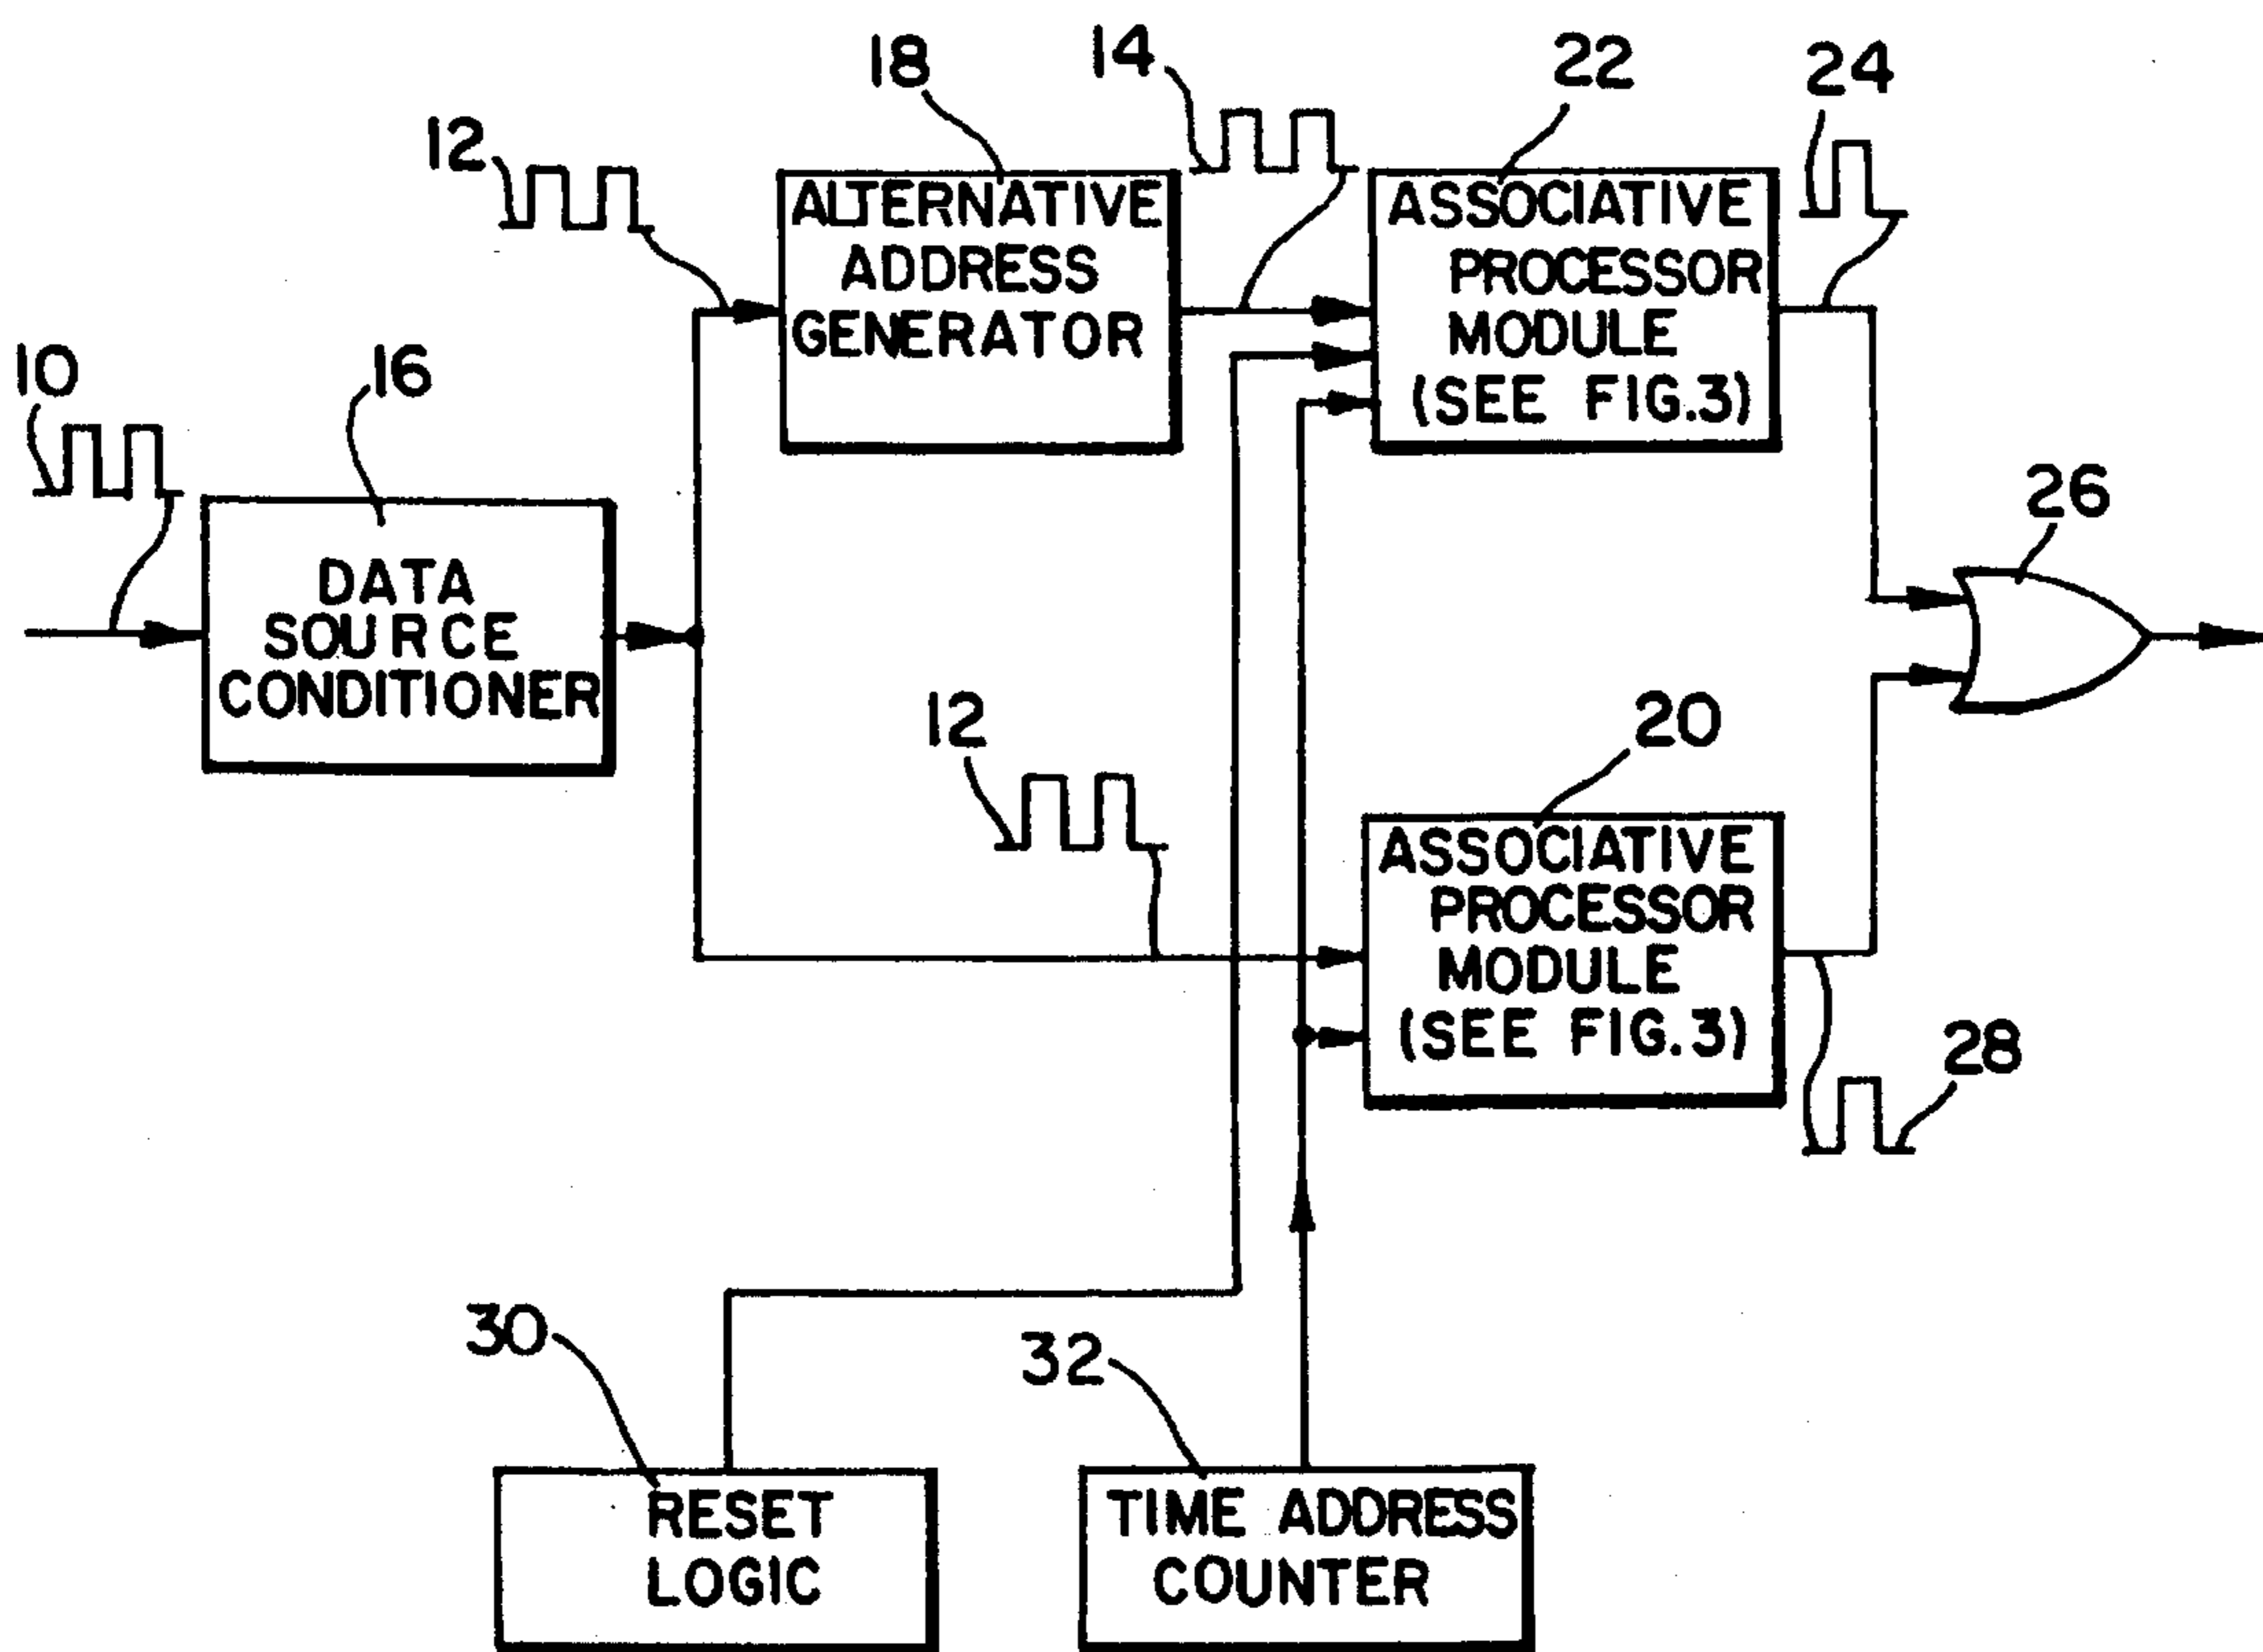 18
14
22
24
12
ALTERNATIVE
ADDRESS
GENERATOR
ASSOCIATIVE
PROCESSOR
MODULE
(SEE FIG.3)
10
16
26
DATA
SOURCE
CONDITIONER
12
20
ASSOCIATIVE
PROCESSOR
MODULE
(SEE FIG.3)
28
30
32
RESET
LOGIC
TIME ADDRESS
COUNTER